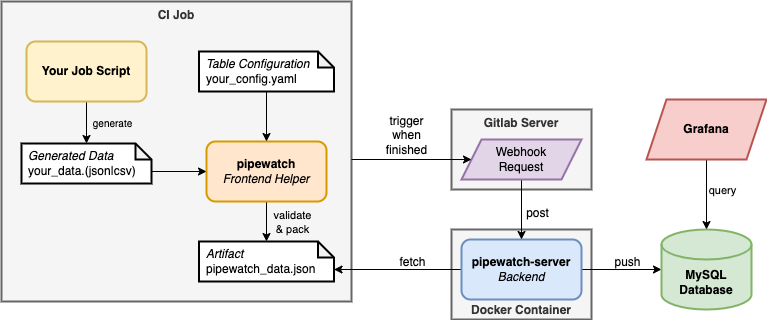 CI Job
Your Job Script
Table Configuration
your_config.yaml
generate
Generated Data
your_data.(json|csv)
pipewatch
Frontend Helper
validate
& pack
Artifact
pipewatch_data.json
trigger
when
finished
Gitlab Server
Webhook
Request
post
fetch
pipewatch-server
Backend
Docker Container
push
Grafana
query
MySQL
Database